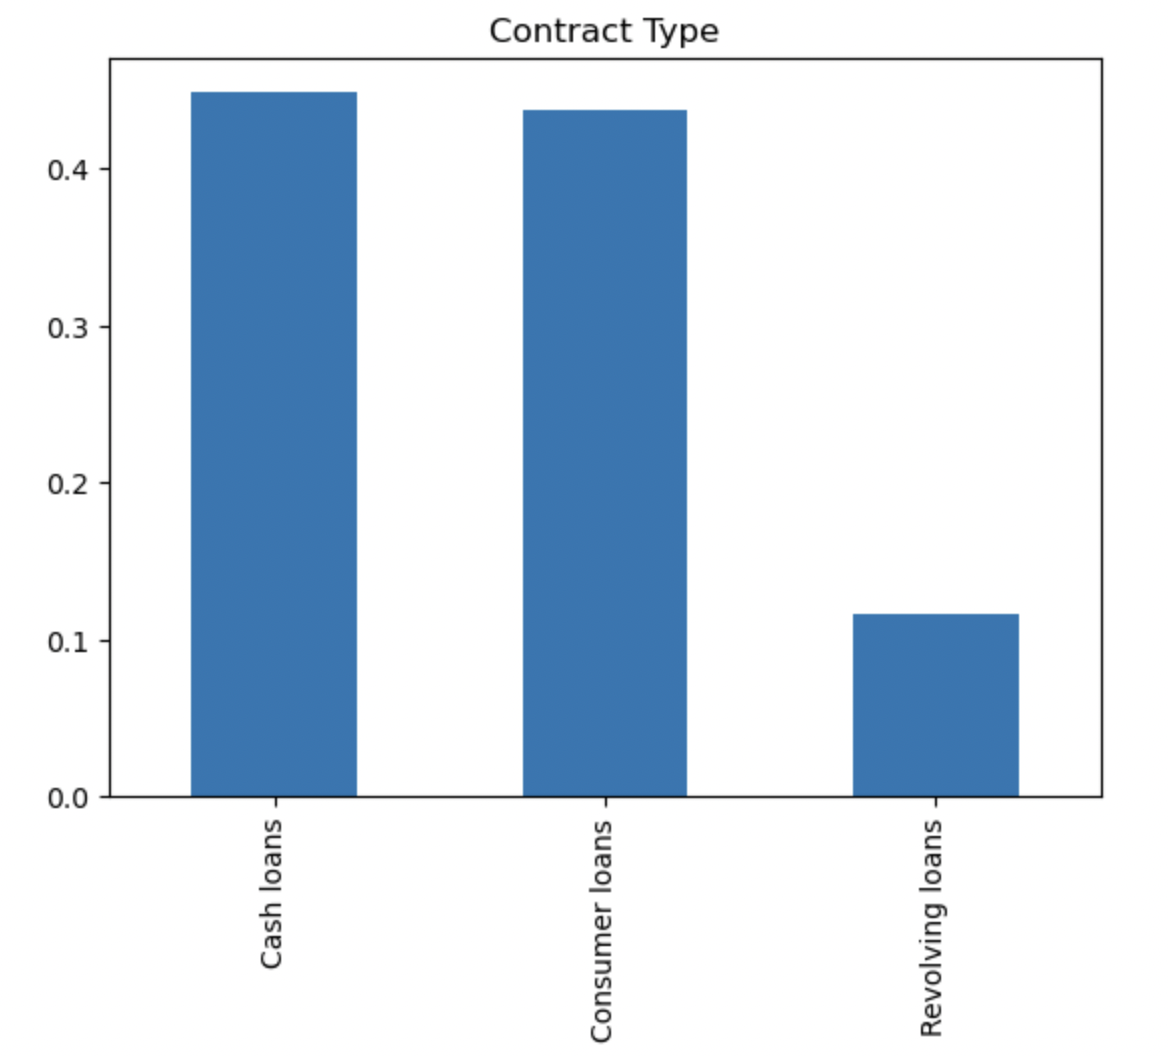 Contract Type
0.4
0.3
0.2
0.1
0.0
Cash loans
Consumer loans
Revolving loans